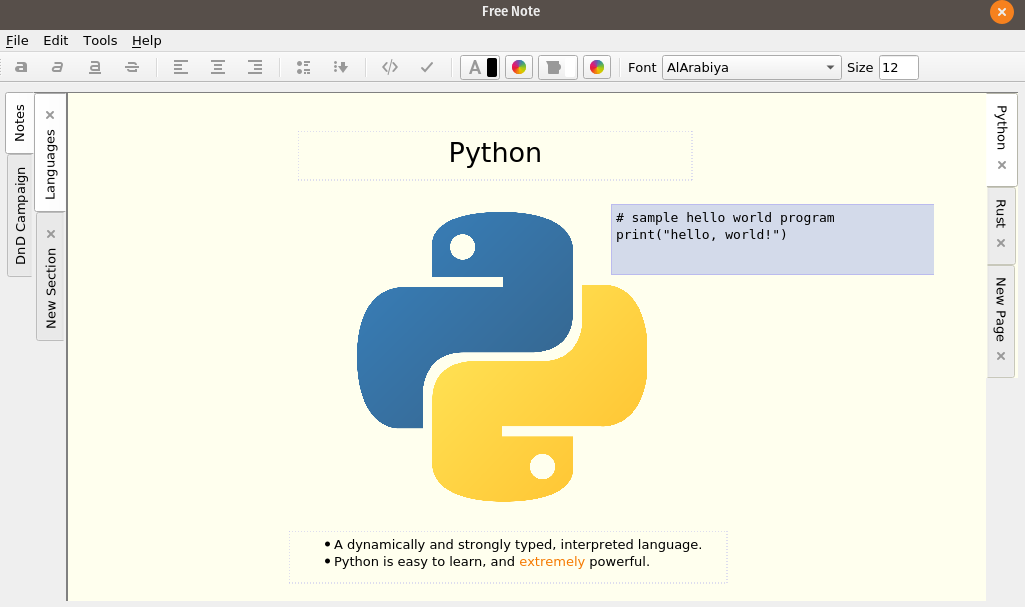 Free Note
File Edit Tools Help
a a a a
A
Font AlArabiya Size 12
Notes
DnD Campaign
Languages
New Section
Python
# sample hello world program
print("hello, world!")
• A dynamically and strongly typed, interpreted language.
• Python is easy to learn, and extremely powerful.
Python
Rust
New Page